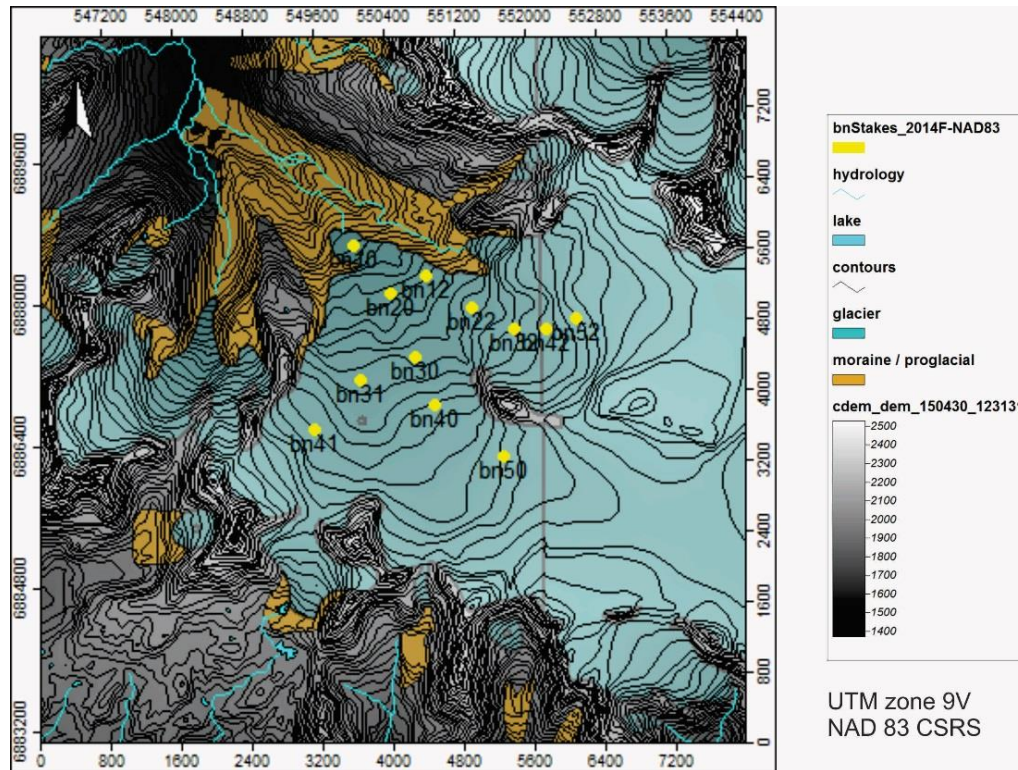 547200 548000 548800 549600 550400 551200 552000 552800 553600 554400
6889600
6888000
6886400
6884800
6883200
7200
6400
5600
4800
4000
3200
2400
1600
800
0
0 800 1600 2400 3200 4000 4800 5600 6400 7200
bn10
bn12
bn20
bn22
bn32
bn42
bn52
bn30
bn31
bn40
bn41
bn50
bnStakes_2014F-NAD83
hydrology
lake
contours
glacier
moraine / proglacial
cdem_dem_150430_12313
2500
2400
2300
2200
2100
2000
1900
1800
1700
1600
1500
1400
UTM zone 9V
NAD 83 CSRS